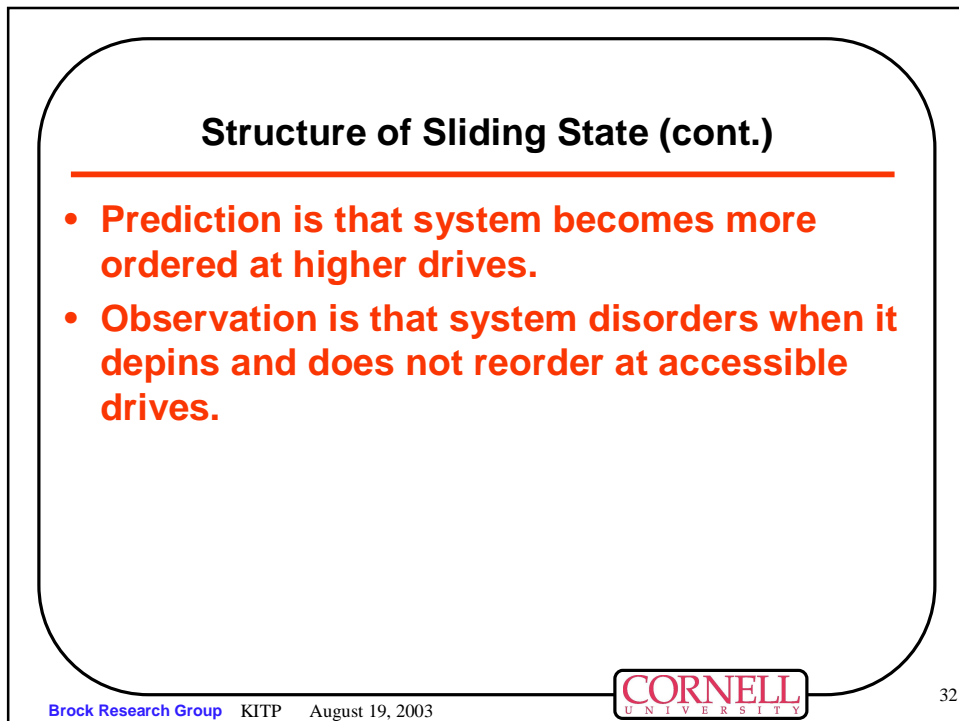 Structure of Sliding State (cont.)
• Prediction is that system becomes more
ordered at higher drives.
• Observation is that system disorders when it
depins and does not reorder at accessible
drives.
Brock Research Group KITP August 19, 2003
CORNELL
UNIVERSITY
32